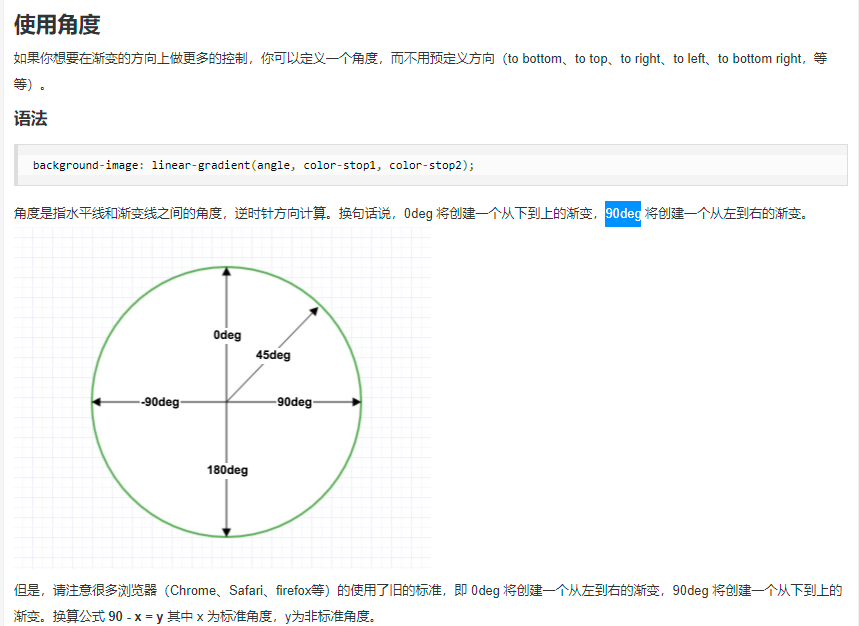 使用角度
如果你想要在渐变的方向上做更多的控制，你可以定义一个角度，而不用预定义方向（to bottom、to top、to right、to left、to bottom right，等
等）。
语法
background-image: linear-gradient(angle, color-stop1, color-stop2);
角度是指水平线和渐变线之间的角度，逆时针方向计算。换句话说，0deg 将创建一个从下到上的渐变，90deg 将创建一个从左到右的渐变。
0deg
45deg
-90deg
90deg
180deg
但是，请注意很多浏览器（Chrome、Safari、firefox等）的使用了旧的标准，即 0deg 将创建一个从左到右的渐变，90deg 将创建一个从下到上的
渐变。换算公式 90 - x = y 其中 x 为标准角度，y为非标准角度。